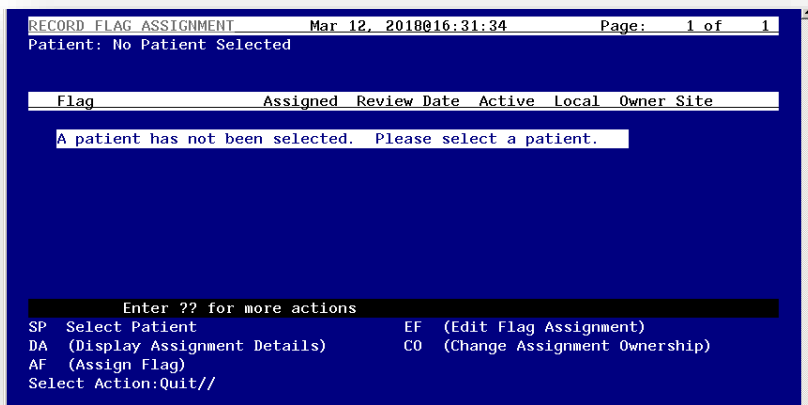 RECORD FLAG ASSIGNMENT Mar 12, 2018@16:31:34 Page: 1 of 1
Patient: No Patient Selected
Flag Assigned Review Date Active Local Owner Site
A patient has not been selected. Please select a patient.
Enter ?? for more actions
SP Select Patient EF (Edit Flag Assignment)
DA (Display Assignment Details) CO (Change Assignment Ownership)
AF (Assign Flag)
Select Action:Quit//